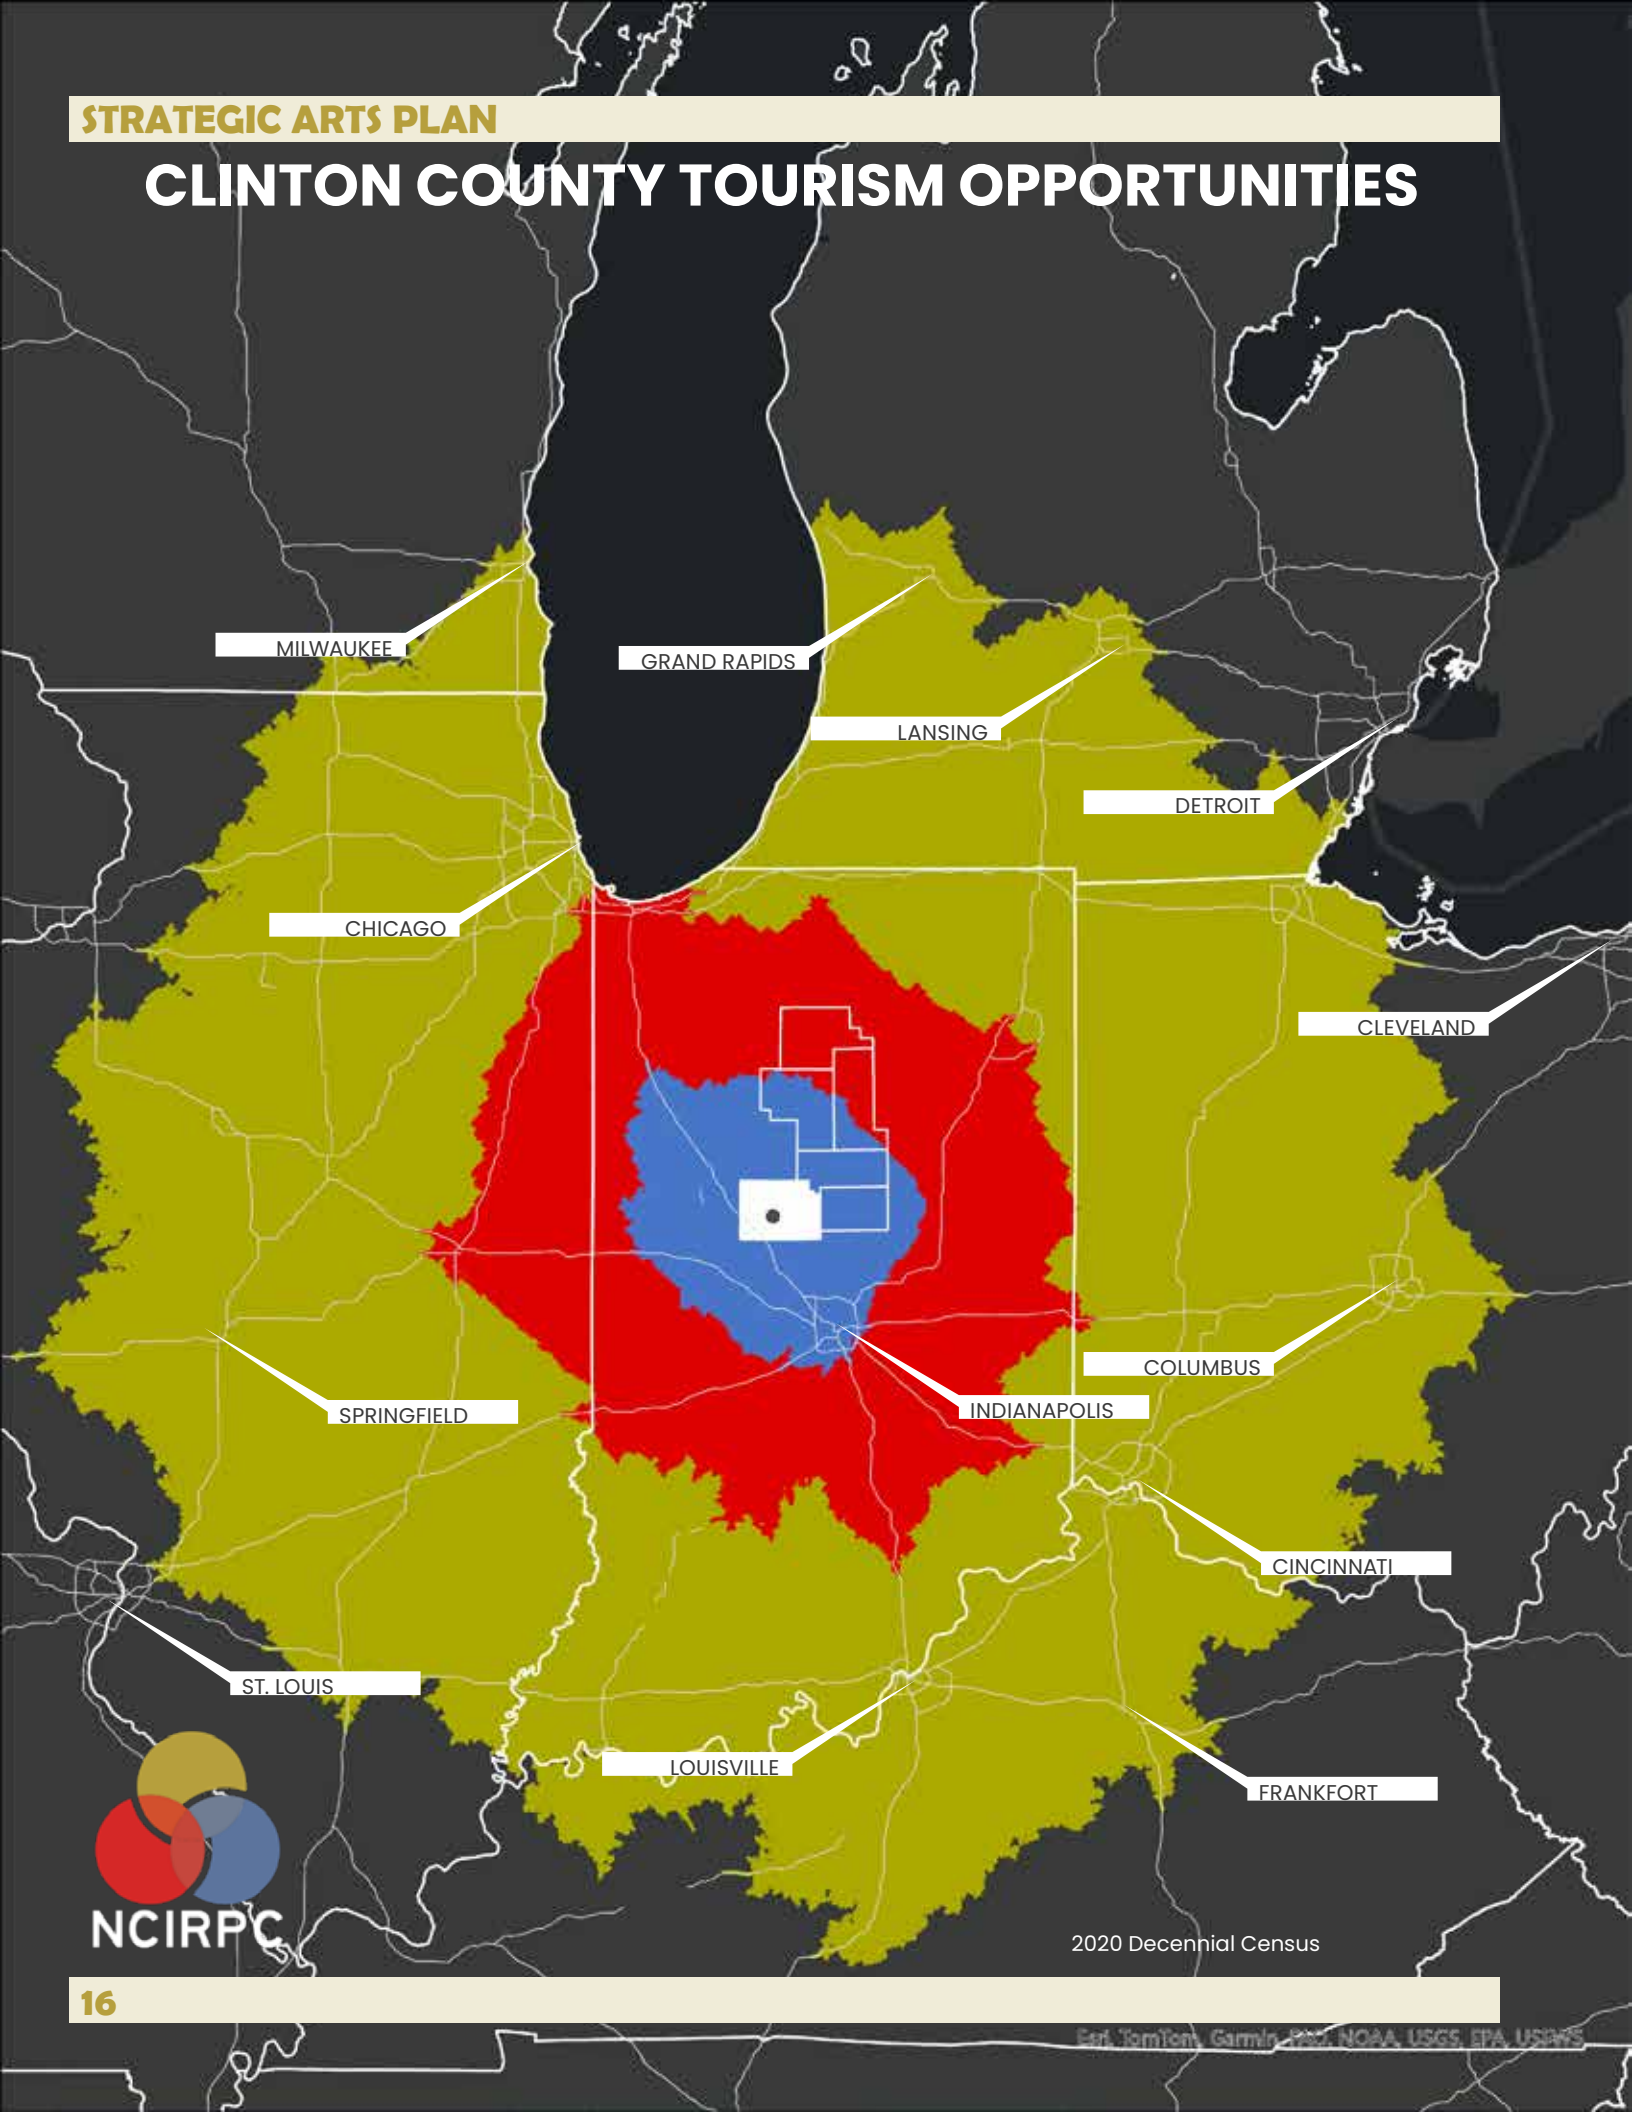 STRATEGIC ARTS PLAN
CLINTON COUNTY TOURISM OPPORTUNITIES
MILWAUKEE
GRAND RAPIDS
LANSING
DETROIT
CHICAGO
CLEVELAND
COLUMBUS
INDIANAPOLIS
SPRINGFIELD
CINCINNATI
ST. LOUIS
LOUISVILLE
FRANKFORT
NCIRPC
2020 Decennial Census
16
Esri, TomTom, Garmin, FAO, NOAA, USGS, EPA, USFWS